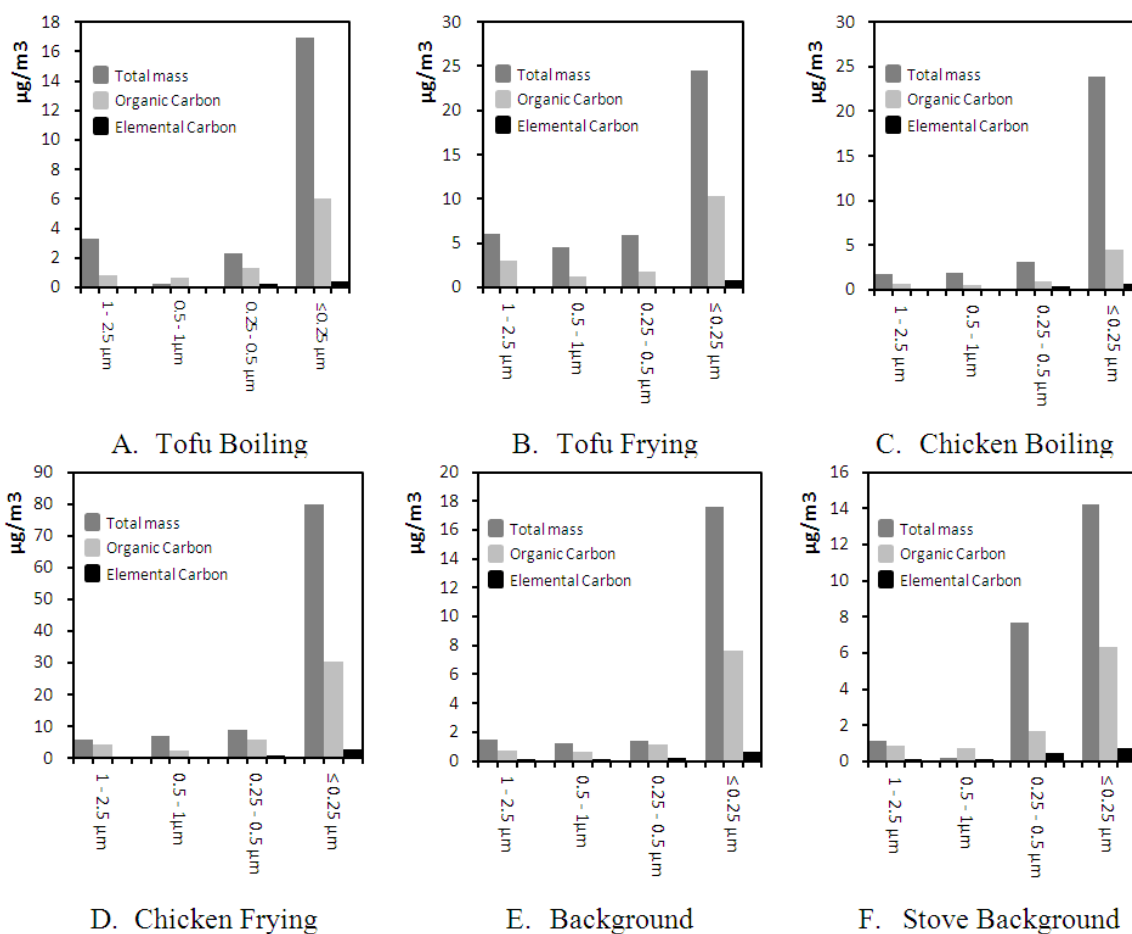 µg/m3
18
16
14
12
10
8
6
4
2
0
Total mass
Organic Carbon
Elemental Carbon
1 - 2.5 µm
0.5 - 1µm
0.25 - 0.5 µm
≤ 0.25 µm
A. Tofu Boiling
µg/m3
30
25
20
15
10
5
0
Total mass
Organic Carbon
Elemental Carbon
1 - 2.5 µm
0.5 - 1µm
0.25 - 0.5 µm
≤ 0.25 µm
B. Tofu Frying
µg/m3
30
25
20
15
10
5
0
Total mass
Organic Carbon
Elemental Carbon
1 - 2.5 µm
0.5 - 1µm
0.25 - 0.5 µm
≤ 0.25 µm
C. Chicken Boiling
µg/m3
90
80
70
60
50
40
30
20
10
0
Total mass
Organic Carbon
Elemental Carbon
1 - 2.5 µm
0.5 - 1µm
0.25 - 0.5 µm
≤ 0.25 µm
D. Chicken Frying
µg/m3
20
18
16
14
12
10
8
6
4
2
0
Total mass
Organic Carbon
Elemental Carbon
1 - 2.5 µm
0.5 - 1µm
0.25 - 0.5 µm
≤ 0.25 µm
E. Background
µg/m3
16
14
12
10
8
6
4
2
0
Total mass
Organic Carbon
Elemental Carbon
1 - 2.5 µm
0.5 - 1µm
0.25 - 0.5 µm
≤ 0.25 µm
F. Stove Background